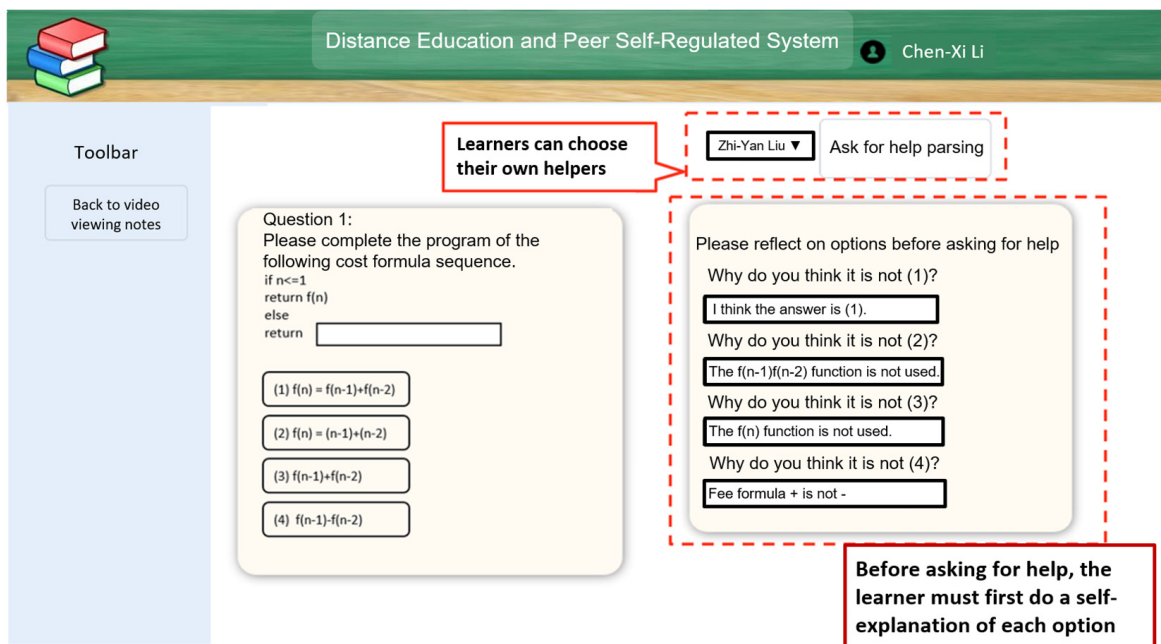 Distance Education and Peer Self-Regulated System
Chen-Xi Li
Toolbar
Back to video
viewing notes
Learners can choose
their own helpers
Zhi-Yan Liu ▼
Ask for help parsing
Question 1:
Please complete the program of the
following cost formula sequence.
if n<=1
return f(n)
else
return
(1) f(n) = f(n-1)+f(n-2)
(2) f(n) = (n-1)+(n-2)
(3) f(n-1)+f(n-2)
(4) f(n-1)-f(n-2)
Please reflect on options before asking for help
Why do you think it is not (1)?
I think the answer is (1).
Why do you think it is not (2)?
The f(n-1)f(n-2) function is not used.
Why do you think it is not (3)?
The f(n) function is not used.
Why do you think it is not (4)?
Fee formula + is not -
Before asking for help, the
learner must first do a self-
explanation of each option